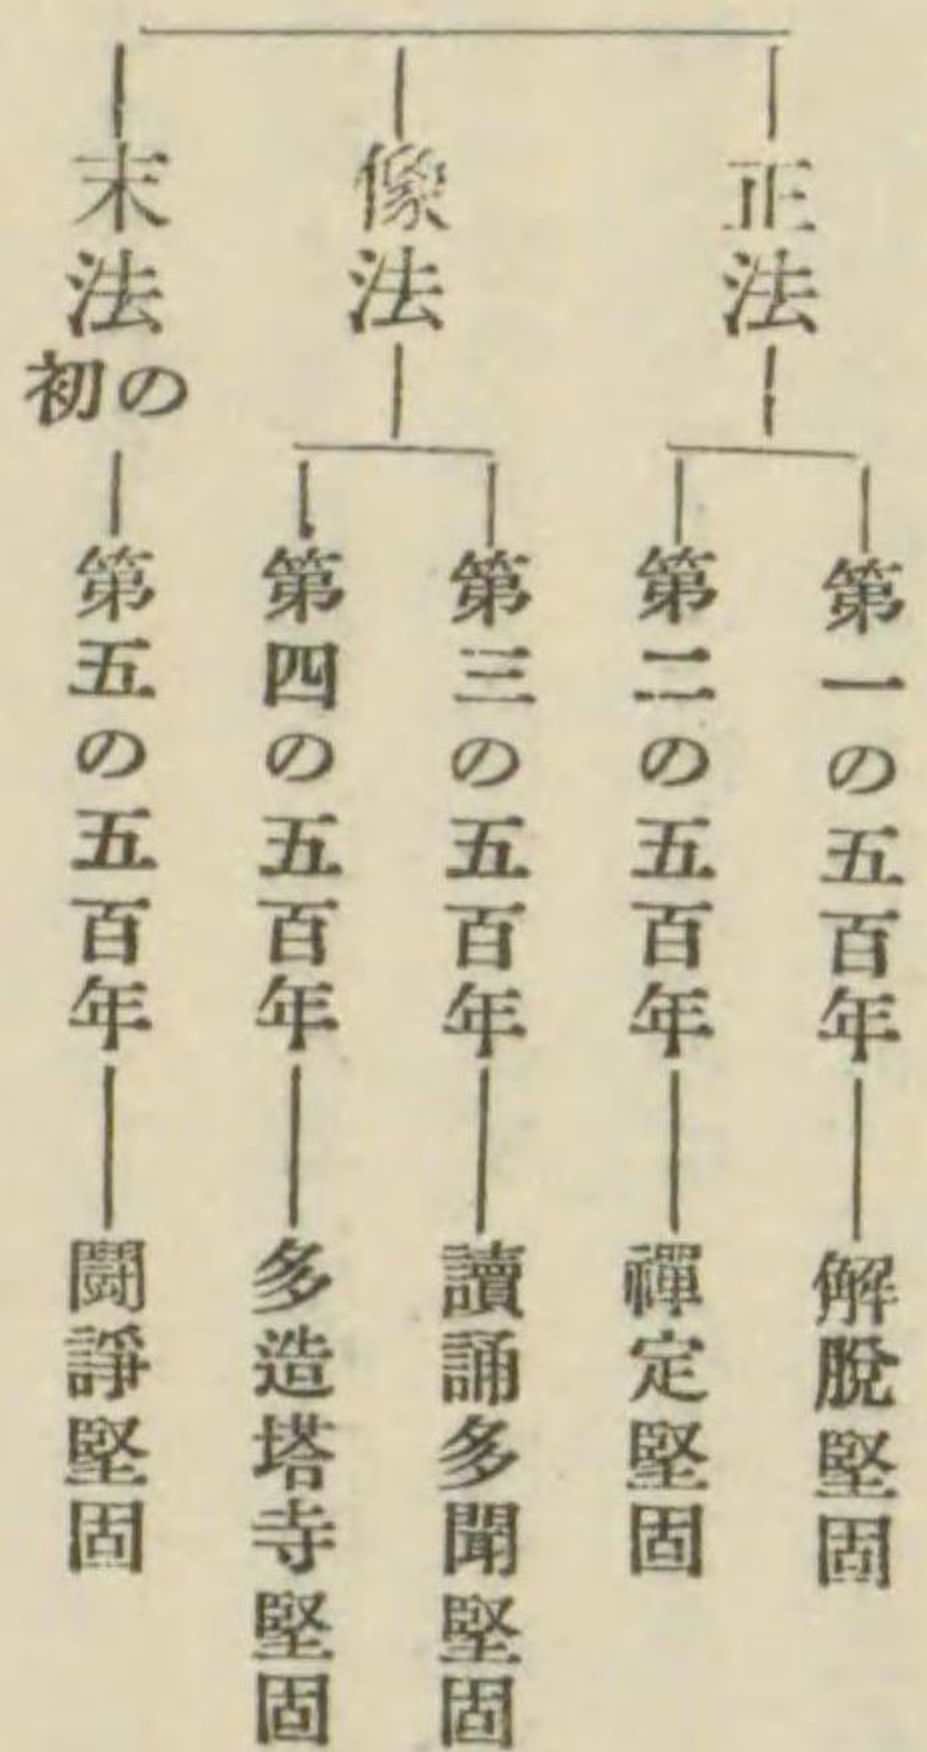 正法
第一の五百年
解脫堅固
第二の五百年
禪定堅固
像法
第三の五百年
讀誦多聞堅固
第四の五百年
多造塔寺堅固
末法の初
第五の五百年
鬪諍堅固